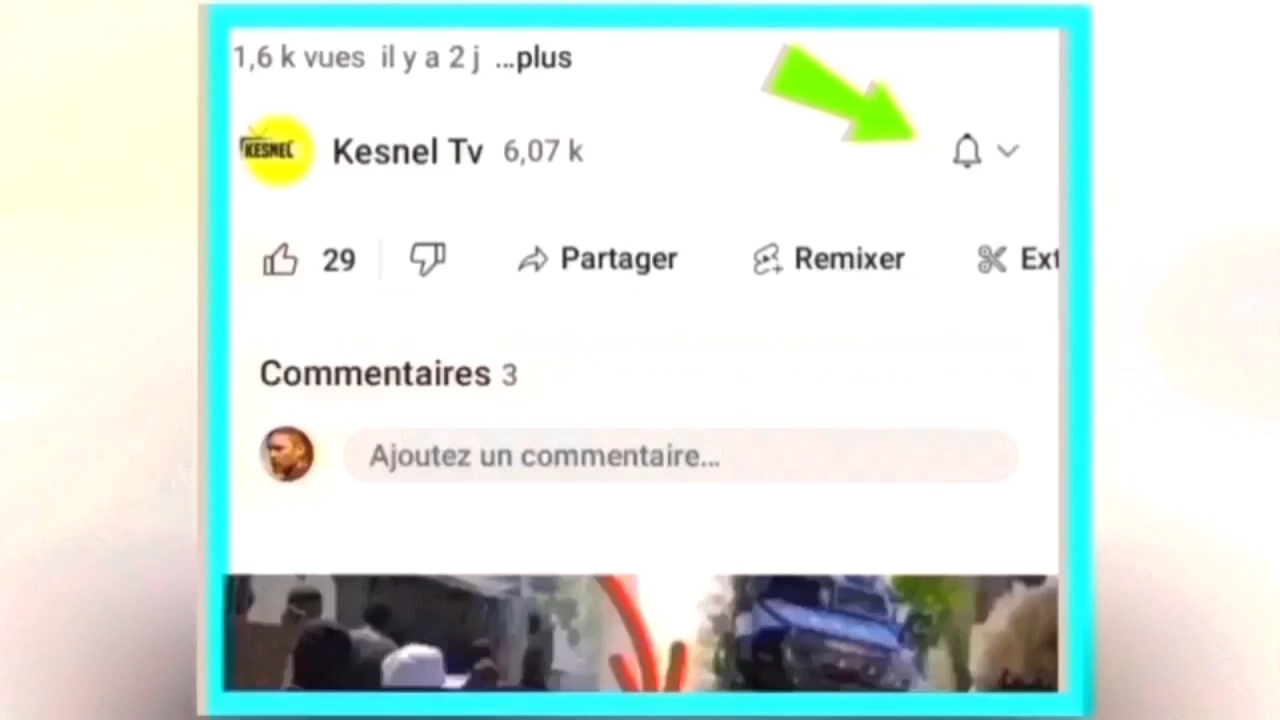 1,6 k vues il y a 2 j ...plus
KESNEL
Kesnel Tv 6,07 k
29 Partager Remixer Ext
Commentaires 3
Ajoutez un commentaire...